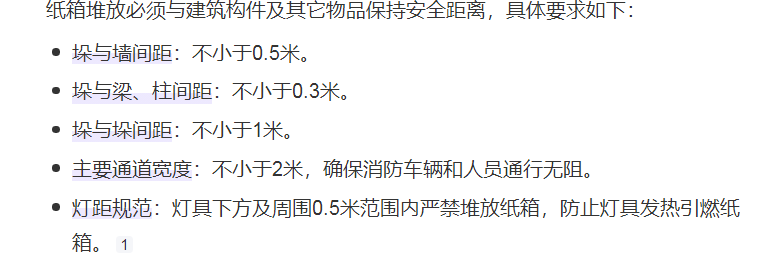 纸箱堆放必须与建筑构件及其它物品保持安全距离，具体要求如下：
• 垛与墙间距：不小于0.5米。
• 垛与梁、柱间距：不小于0.3米。
• 垛与垛间距：不小于1米。
• 主要通道宽度：不小于2米，确保消防车辆和人员通行无阻。
• 灯距规范：灯具下方及周围0.5米范围内严禁堆放纸箱，防止灯具发热引燃纸
箱。 1